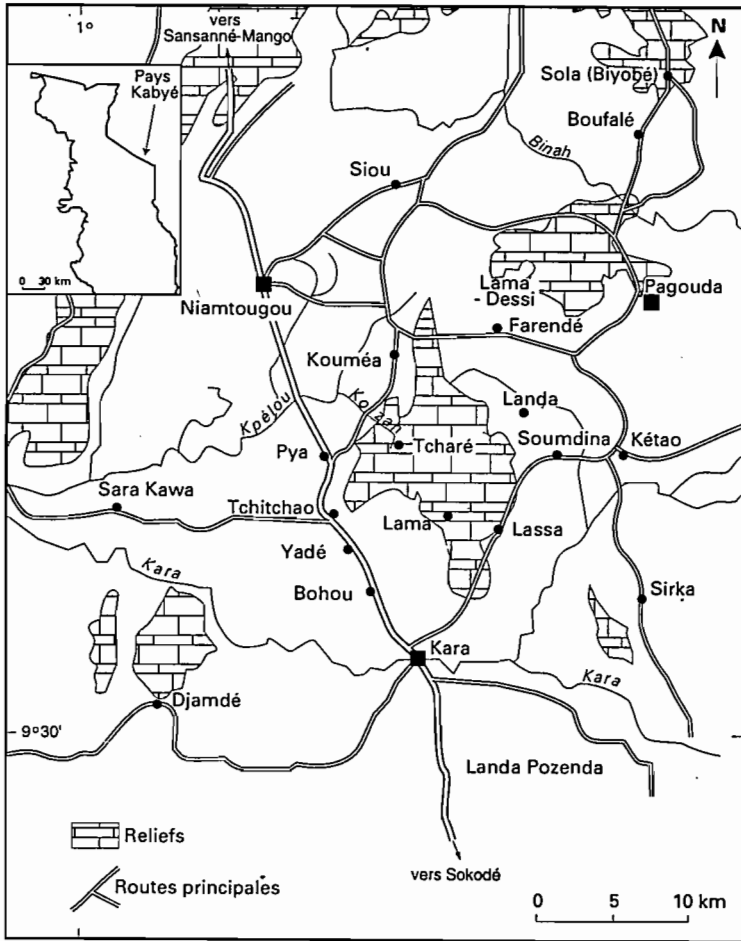 1°
vers
Sansanné-Mango
N
Pays
Kabyé
Sola (Biyobé)
Boufalé
Binah
Siou
0 30 km
Niamtougou
Lama
-Dessi
Pagouda
Farendé
Kouméa
Landa
Kpélou
Kozah
Tcharé
Soumdina
Kétao
Pya
Sara Kawa
Tchitchao
Lama
Lassa
Yadé
Kara
Bohou
Sirka
Kara
Kara
Djamdé
9°30'
Landa Pozenda
Reliefs
Routes principales
vers Sokodé
0 5 10 km